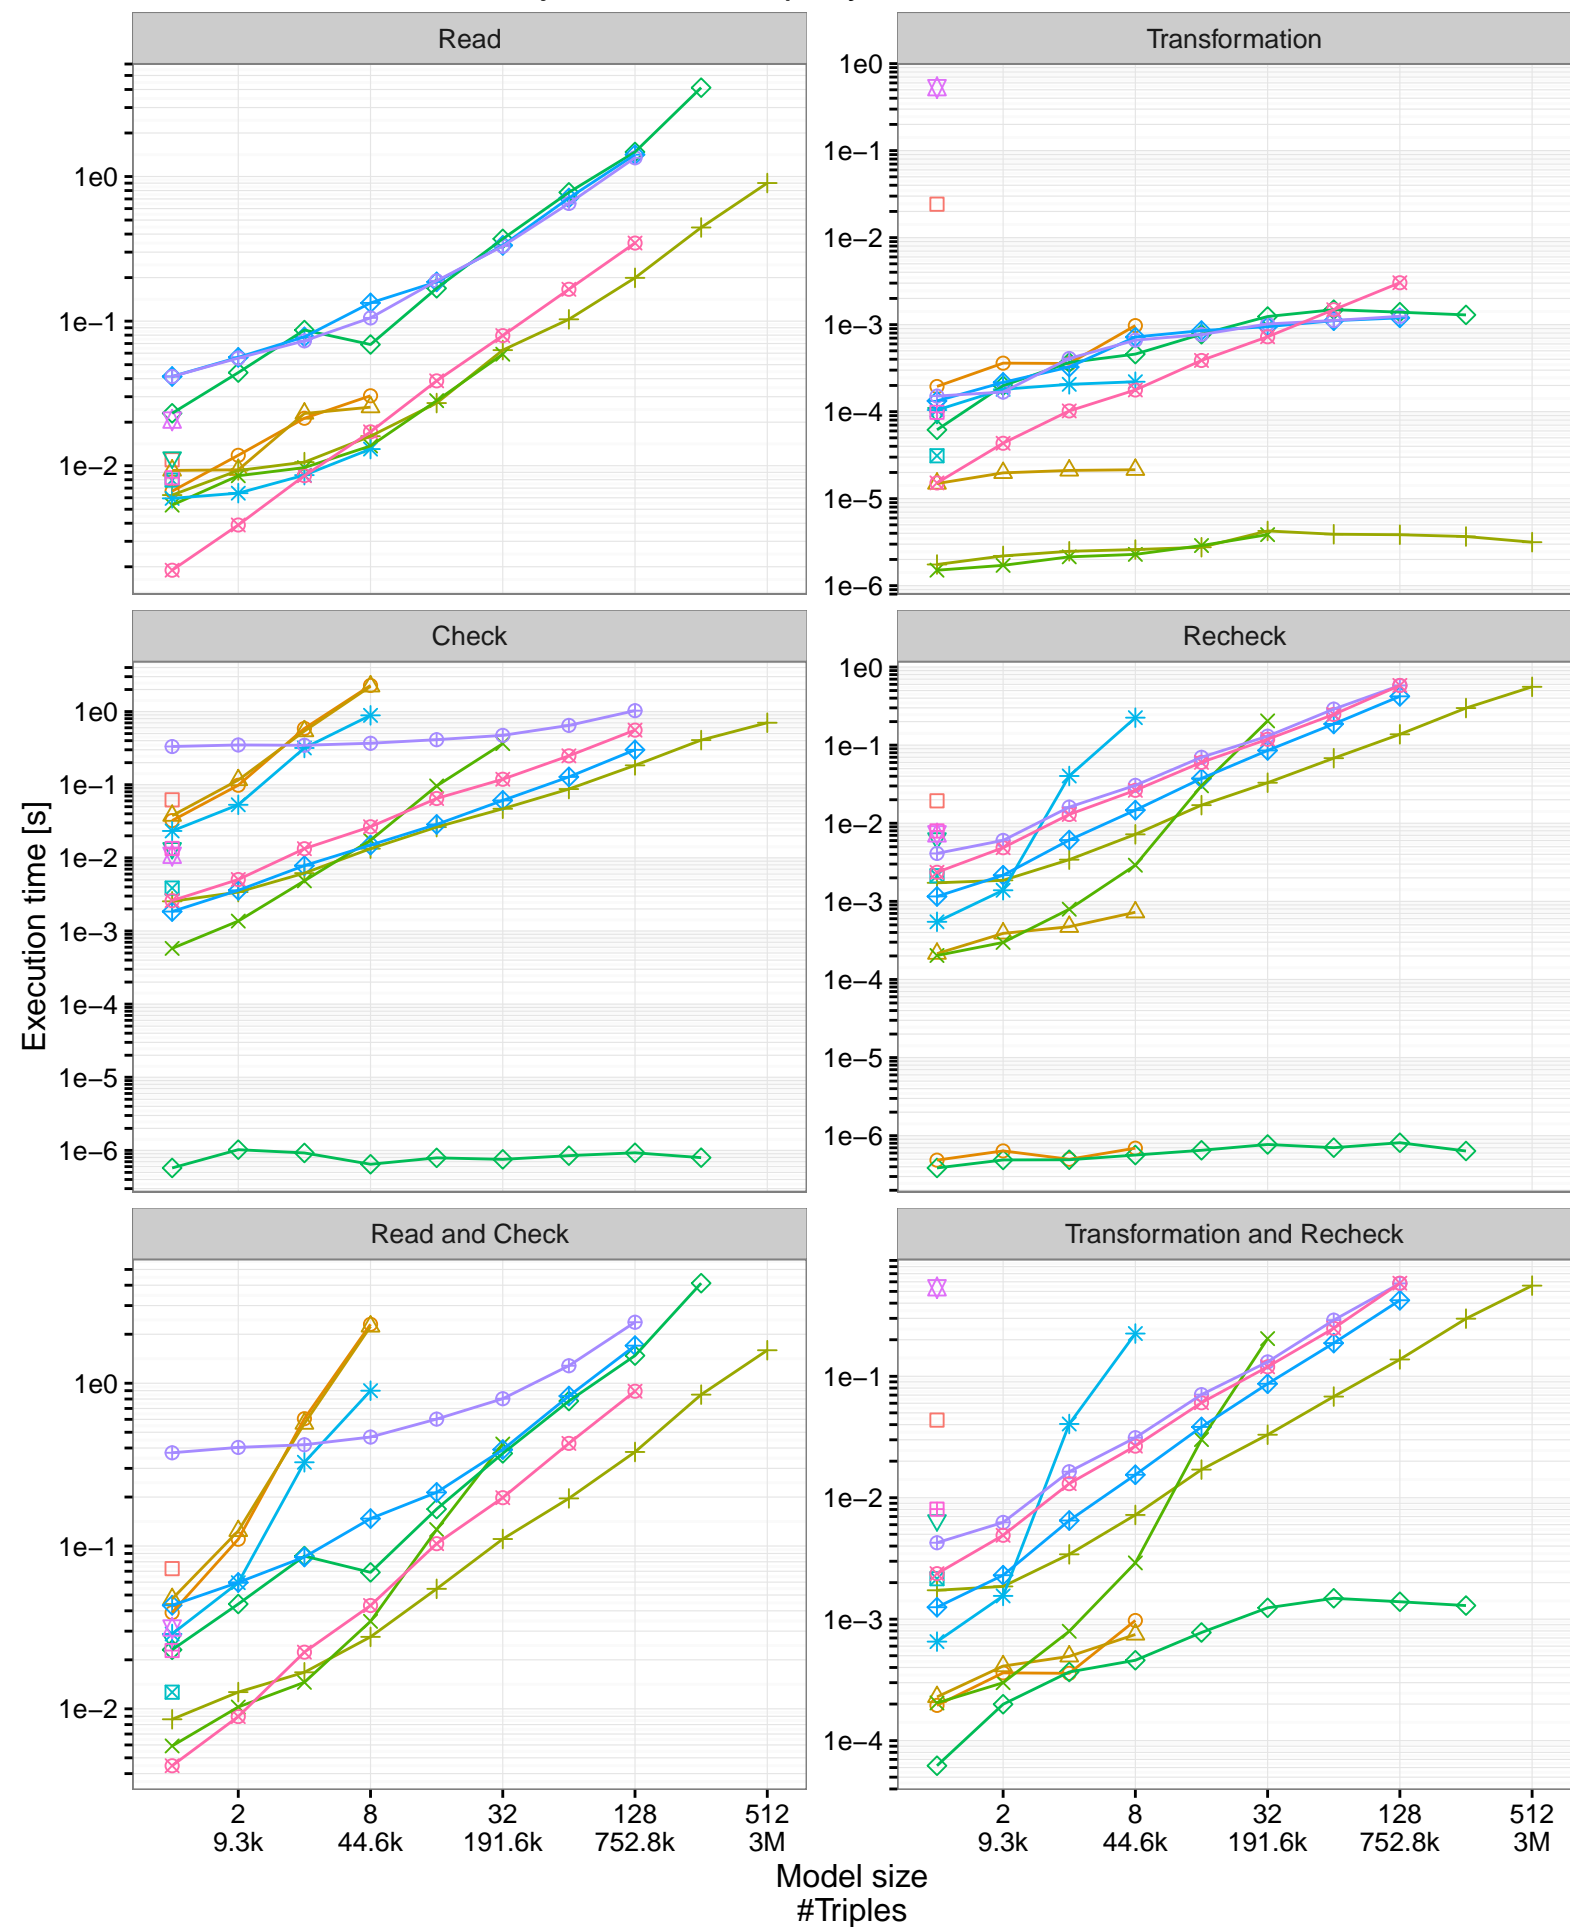 Read
Transformation
1e0
1e−1
1e−2
1e0
1e−1
1e−2
1e−3
1e−4
1e−5
1e−6
Check
Recheck
Execution time [s]
1e0
1e−1
1e−2
1e−3
1e−4
1e−5
1e−6
1e0
1e−1
1e−2
1e−3
1e−4
1e−5
1e−6
Read and Check
Transformation and Recheck
1e0
1e−1
1e−2
1e−1
1e−2
1e−3
1e−4
2 8 32 128 512
9.3k 44.6k 191.6k 752.8k 3M
2 8 32 128 512
9.3k 44.6k 191.6k 752.8k 3M
Model size
#Triples